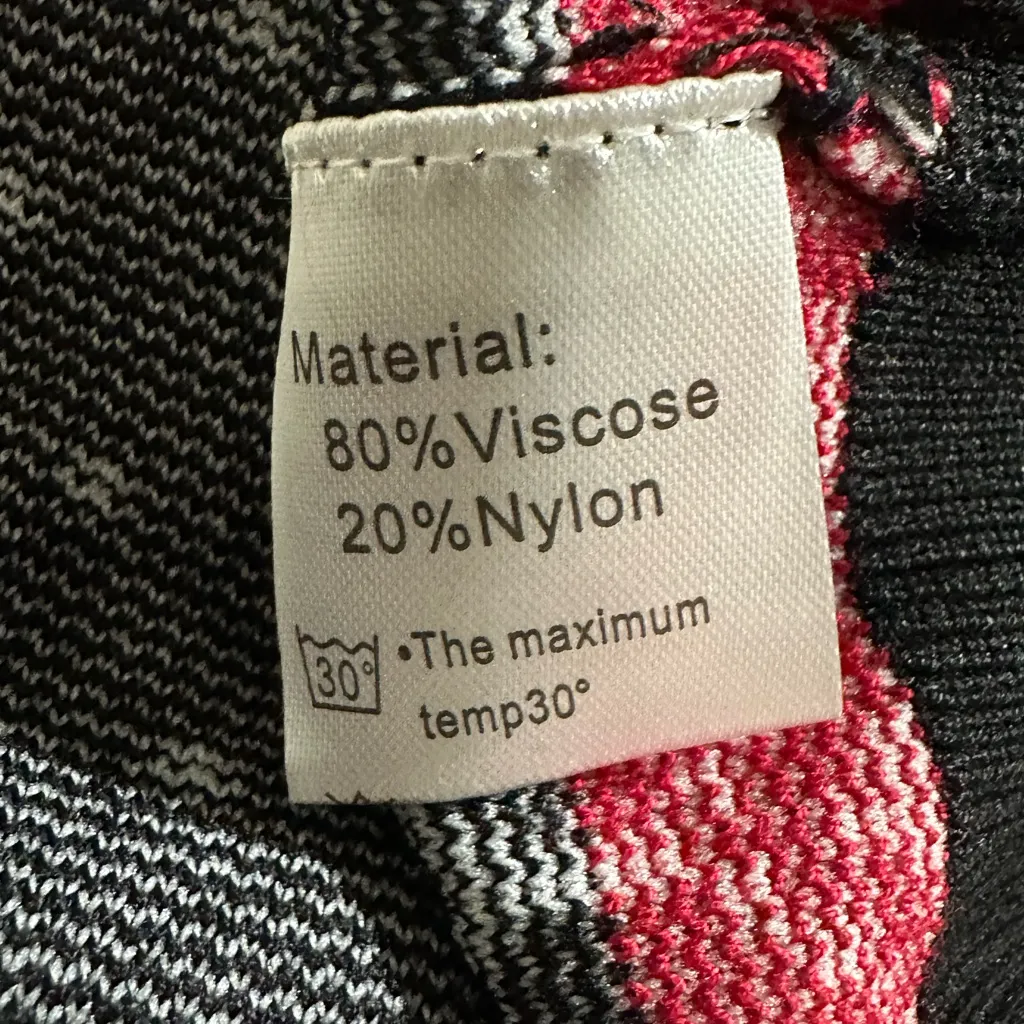 Material:
80%Viscose
20%Nylon
30°
•The maximum
temp30°